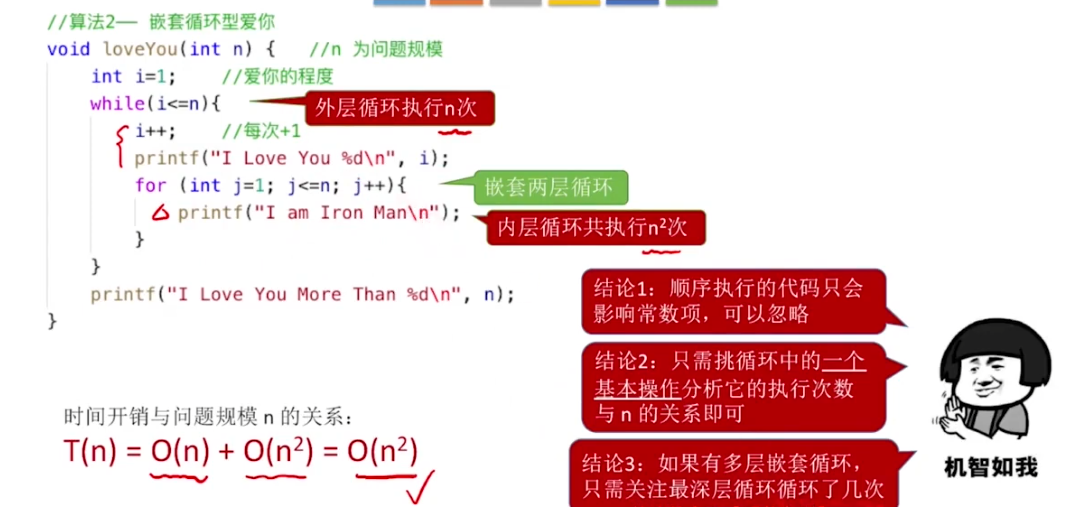 //算法2—— 嵌套循环型爱你
void loveYou(int n) { //n 为问题规模
int i=1; //爱你的程度
while(i<=n){
外层循环执行n次
i++; //每次+1
printf("I Love You %d\n", i);
for (int j=1; j<=n; j++){
嵌套两层循环
printf("I am Iron Man\n");
内层循环共执行n²次
}
}
printf("I Love You More Than %d\n", n);
}
结论1：顺序执行的代码只会
影响常数项，可以忽略
结论2：只需挑循环中的一个
基本操作分析它的执行次数
与 n 的关系即可
时间开销与问题规模 n 的关系：
T(n) = O(n) + O(n²) = O(n²)
结论3：如果有多层嵌套循环，
只需关注最深层循环循环了几次
机智如我